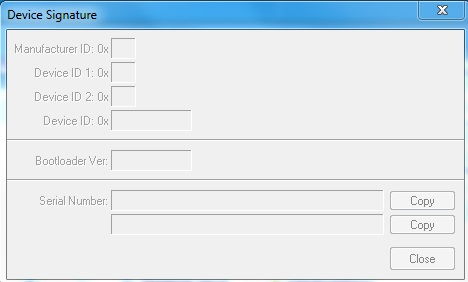 Device Signature
Manufacturer ID: 0x
Device ID 1: 0x
Device ID 2: 0x
Device ID: 0x
Bootloader Ver:
Serial Number:
Copy
Copy
Close